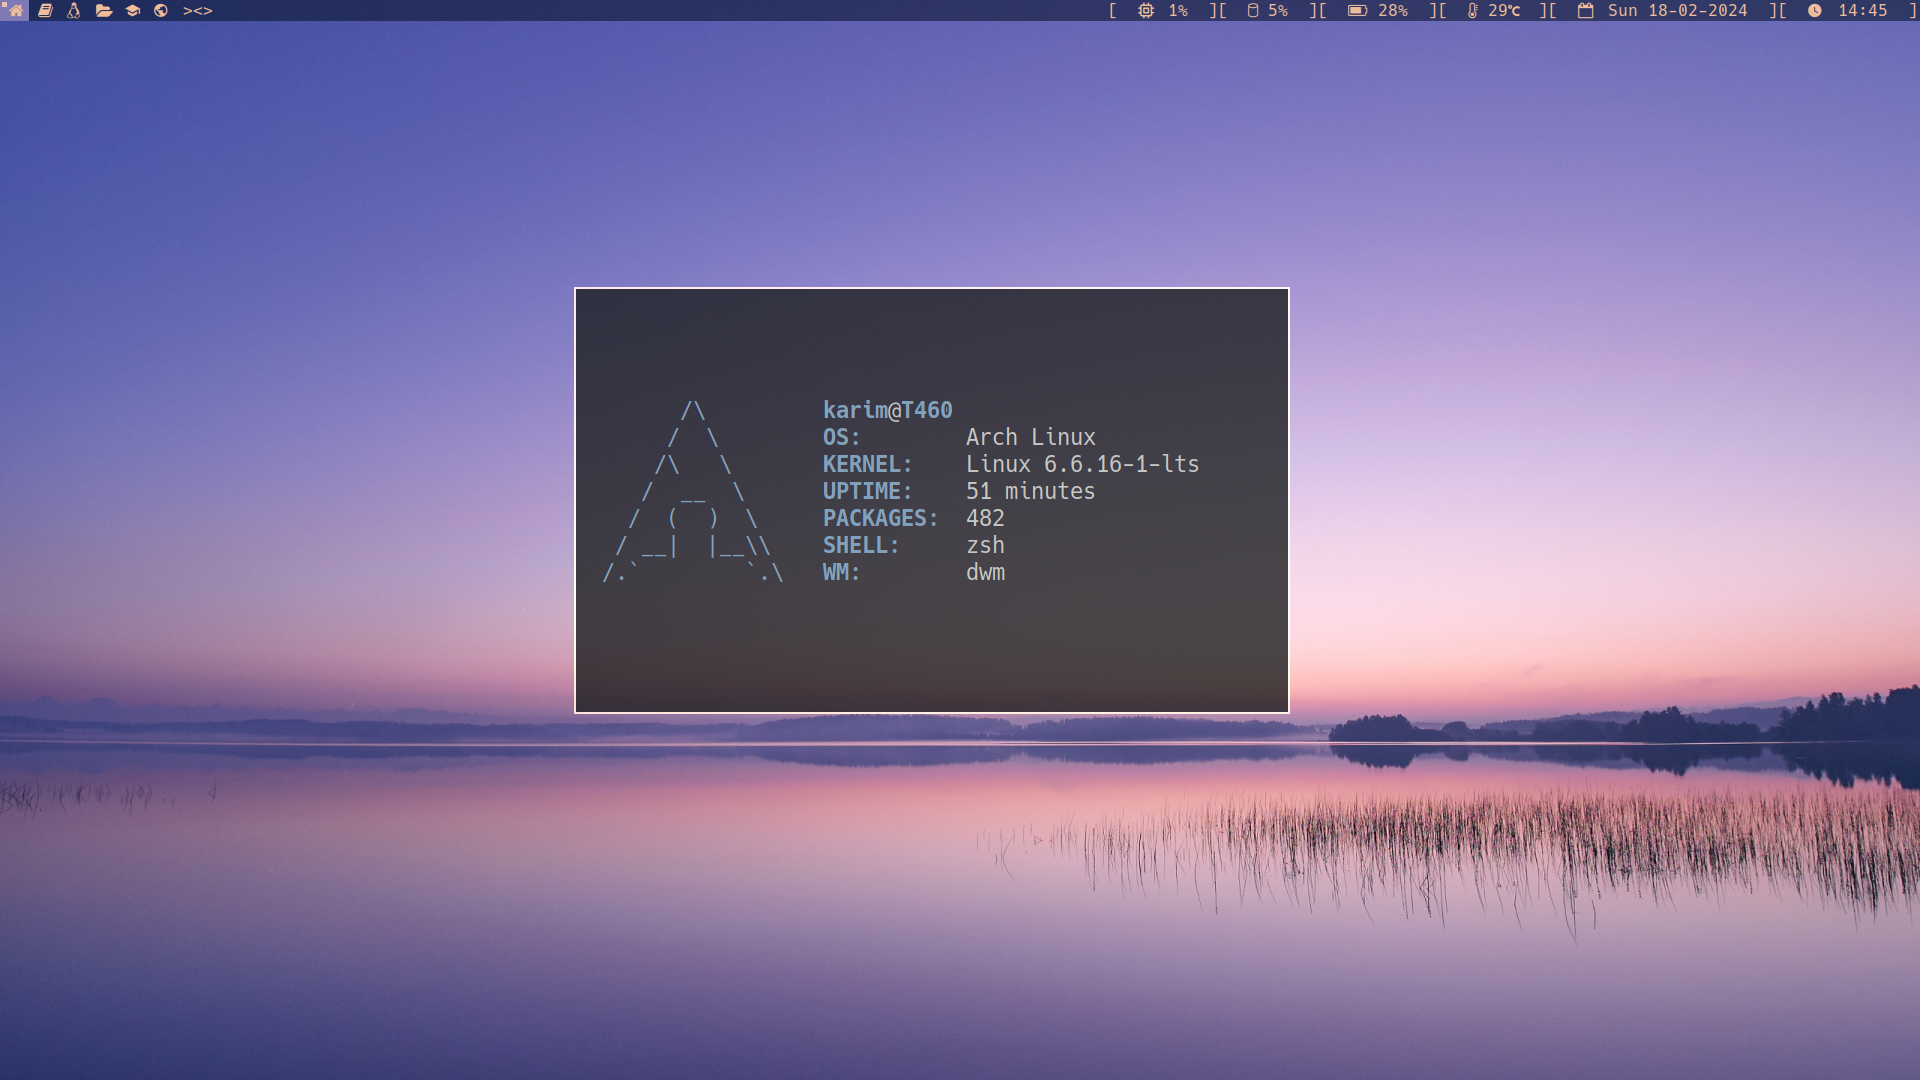 ><> [ 1% ][ 5% ][ 28% ][ 29℃ ][ Sun 18-02-2024 ][ 14:45 ]
karim@T460
OS: Arch Linux
KERNEL: Linux 6.6.16-1-lts
UPTIME: 51 minutes
PACKAGES: 482
SHELL: zsh
WM: dwm